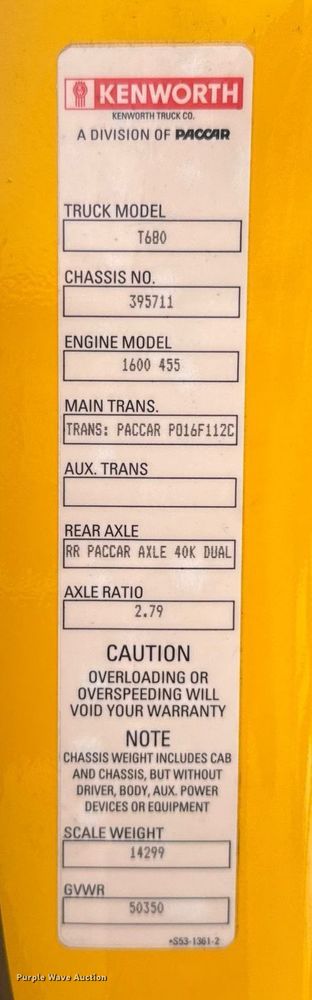 KENWORTH
KENWORTH TRUCK CO.
A DIVISION OF PACCAR
TRUCK MODEL
T680
CHASSIS NO.
395711
ENGINE MODEL
1600 455
MAIN TRANS.
TRANS: PACCAR PO16F112C
AUX. TRANS
REAR AXLE
RR PACCAR AXLE 40K DUAL
AXLE RATIO
2.79
CAUTION
OVERLOADING OR
OVERSPEEDING WILL
VOID YOUR WARRANTY
NOTE
CHASSIS WEIGHT INCLUDES CAB
AND CHASSIS, BUT WITHOUT
DRIVER, BODY, AUX. POWER
DEVICES OR EQUIPMENT
SCALE WEIGHT
14299
GVWR
50350
*S53-1361-2
Purple Wave Auction